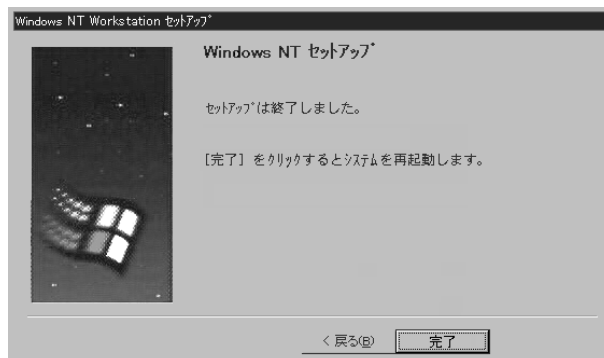 Windows NT Workstation ｾｯﾄｱｯﾌﾟ
Windows NT ｾｯﾄｱｯﾌﾟ
ｾｯﾄｱｯﾌﾟは終了しました。
[完了] をｸﾘｯｸするとｼｽﾃﾑを再起動します。
< 戻る(B)
完了